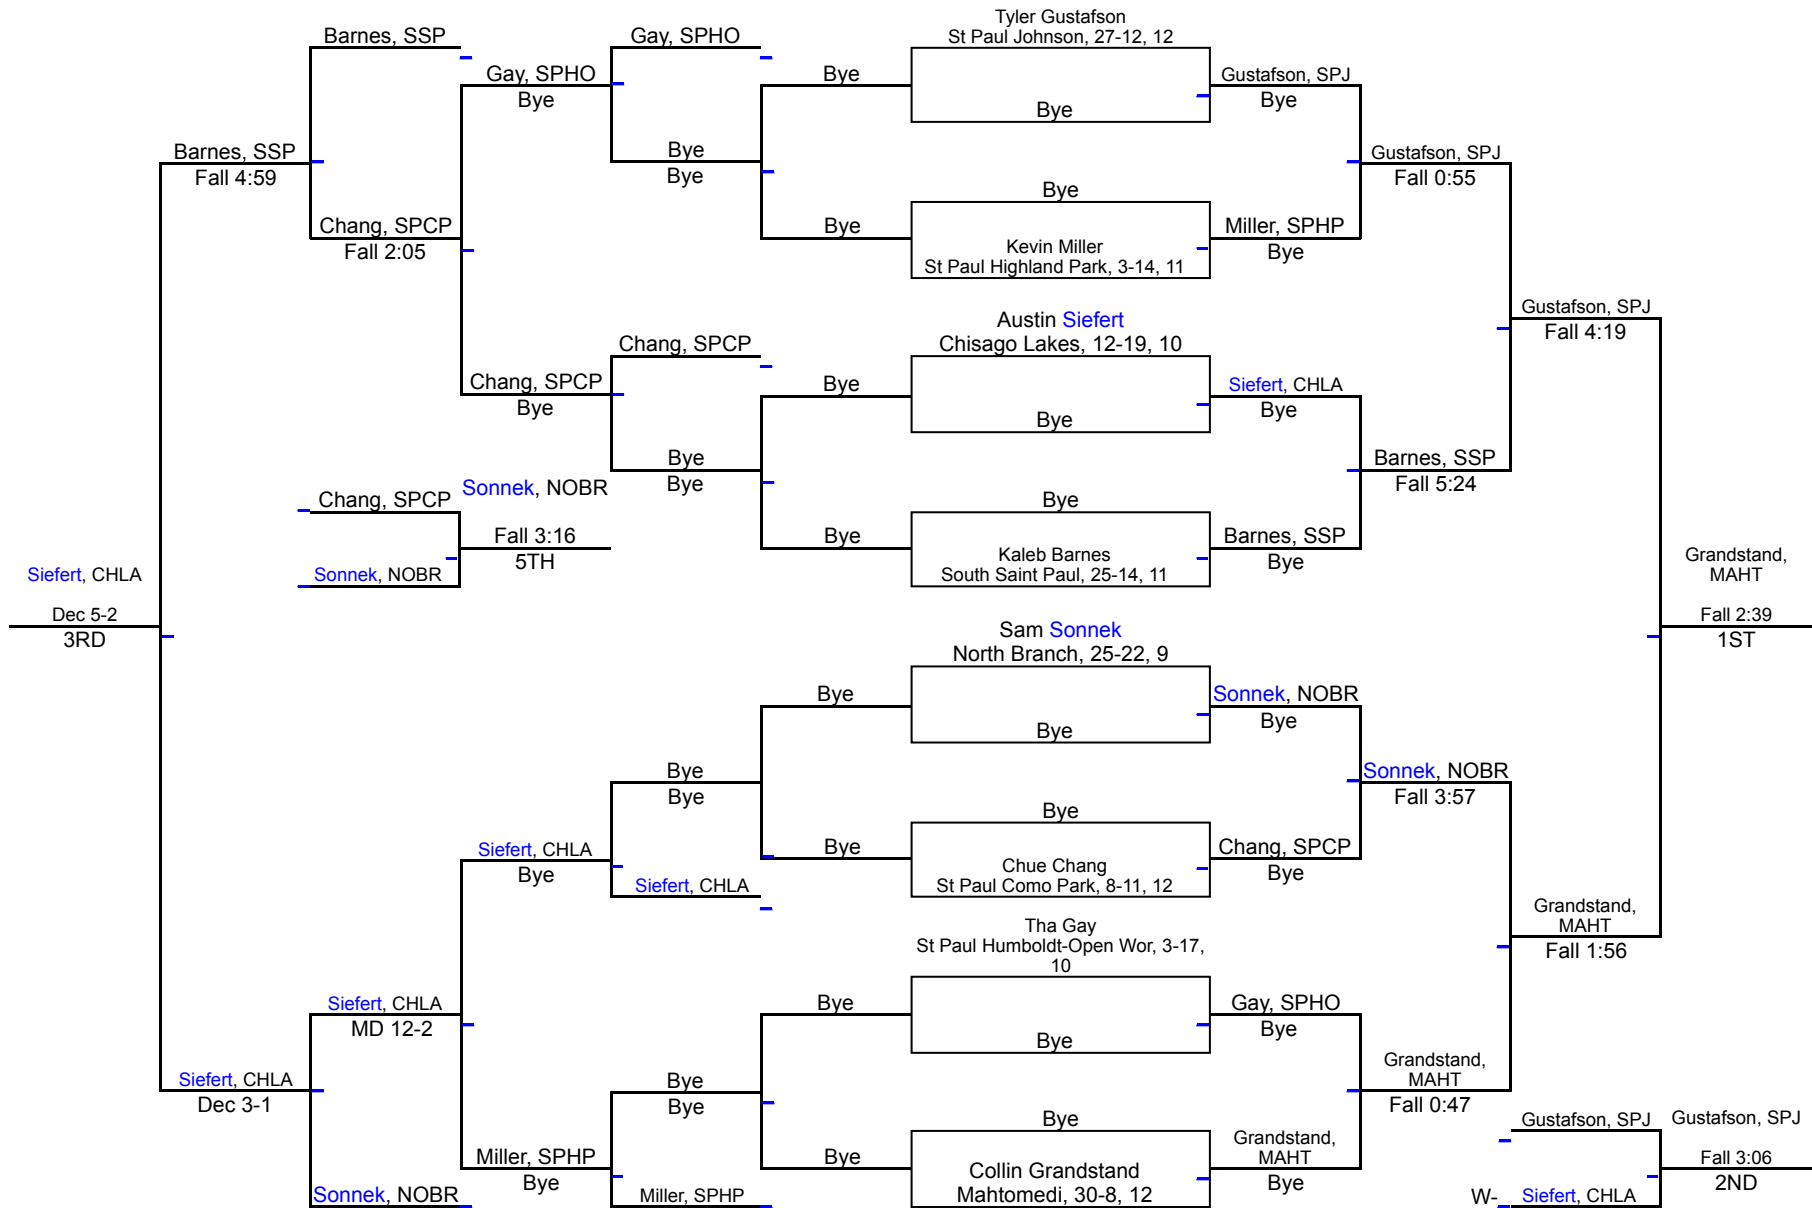 Tyler Gustafson
St Paul Johnson, 27-12, 12
Barnes, SSP
Gay, SPHO
Gay, SPHO
Bye
Bye
Gustafson, SPJ
Bye
Bye
Barnes, SSP
Fall 4:59
Bye
Bye
Gustafson, SPJ
Fall 0:55
Bye
Chang, SPCP
Fall 2:05
Bye
Kevin Miller
St Paul Highland Park, 3-14, 11
Miller, SPHP
Bye
Gustafson, SPJ
Fall 4:19
Austin Siefert
Chisago Lakes, 12-19, 10
Chang, SPCP
Chang, SPCP
Bye
Bye
Siefert, CHLA
Bye
Bye
Bye
Bye
Barnes, SSP
Fall 5:24
Chang, SPCP
Sonnek, NOBR
Fall 3:16
5TH
Sonnek, NOBR
Bye
Bye
Kaleb Barnes
South Saint Paul, 25-14, 11
Barnes, SSP
Bye
Siefert, CHLA
Dec 5-2
3RD
Grandstand,
MAHT
Fall 2:39
1ST
Sam Sonnek
North Branch, 25-22, 9
Bye
Sonnek, NOBR
Bye
Bye
Bye
Bye
Sonnek, NOBR
Fall 3:57
Bye
Siefert, CHLA
Bye
Bye
Chue Chang
St Paul Como Park, 8-11, 12
Chang, SPCP
Bye
Siefert, CHLA
Grandstand,
MAHT
Fall 1:56
Tha Gay
St Paul Humboldt-Open Wor, 3-17,
10
Siefert, CHLA
MD 12-2
Bye
Gay, SPHO
Bye
Bye
Siefert, CHLA
Dec 3-1
Bye
Bye
Grandstand,
MAHT
Fall 0:47
Bye
Miller, SPHP
Bye
Bye
Collin Grandstand
Mahtomedi, 30-8, 12
Grandstand,
MAHT
Bye
Sonnek, NOBR
Miller, SPHP
Gustafson, SPJ
Gustafson, SPJ
Fall 3:06
2ND
W-
Siefert, CHLA